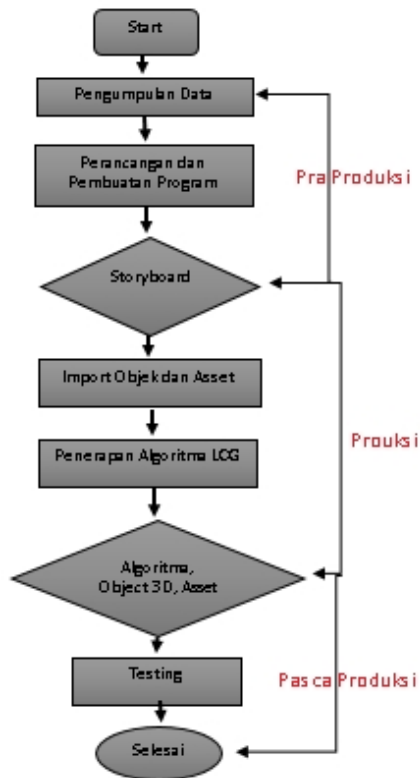 Start
Pengumpulan Data
Perancangan dan
Pembuatan Program
Pra Produksi
Storyboard
Import Objek dan Asset
Prouksi
Penerapan Algoritma LCG
Algoritma,
Object 3D, Asset
Testing
Pasca Produksi
Selesai